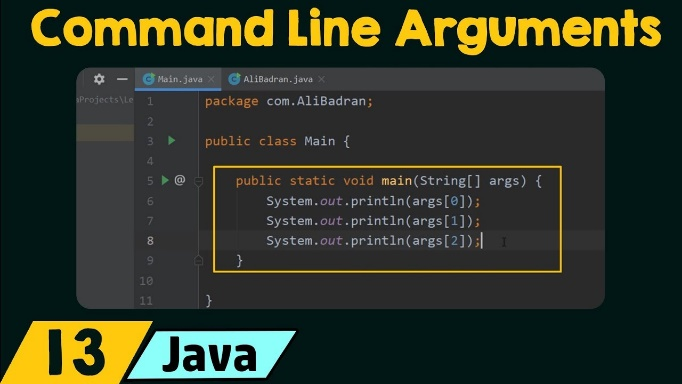 Command Line Arguments
Main.java
AliBadran.java
Projects\Le
1 package com.AliBadran;
2
3 public class Main {
4
5 @ public static void main(String[] args) {
6 System.out.println(args[0]);
7 System.out.println(args[1]);
8 System.out.println(args[2]);
9 }
10
11 }
13
Java